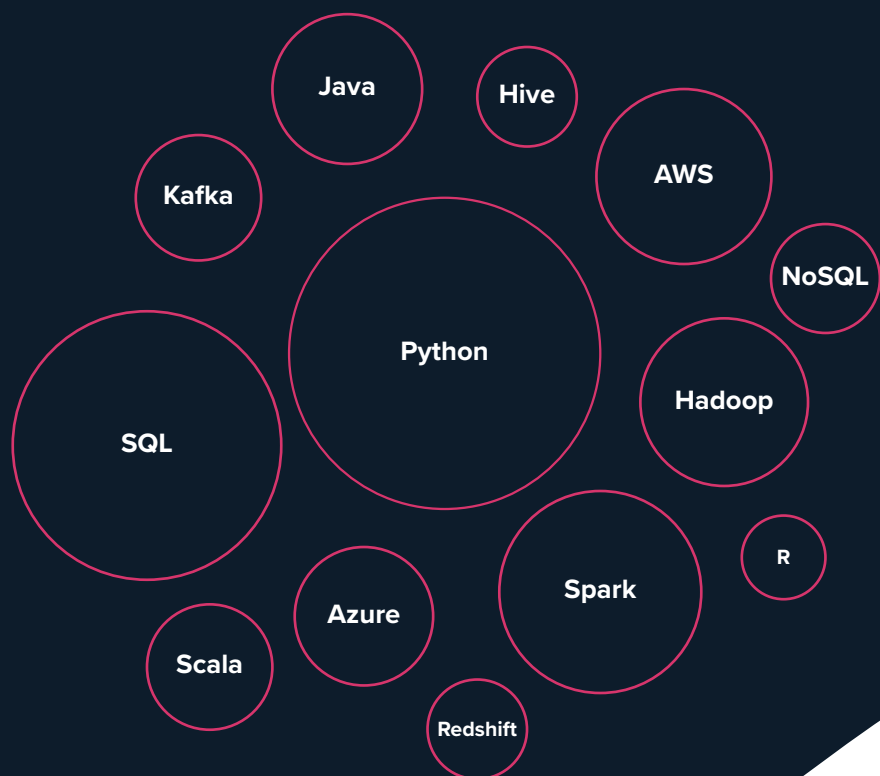 Java
Hive
AWS
Kafka
NoSQL
Python
Hadoop
SQL
R
Spark
Azure
Scala
Redshift